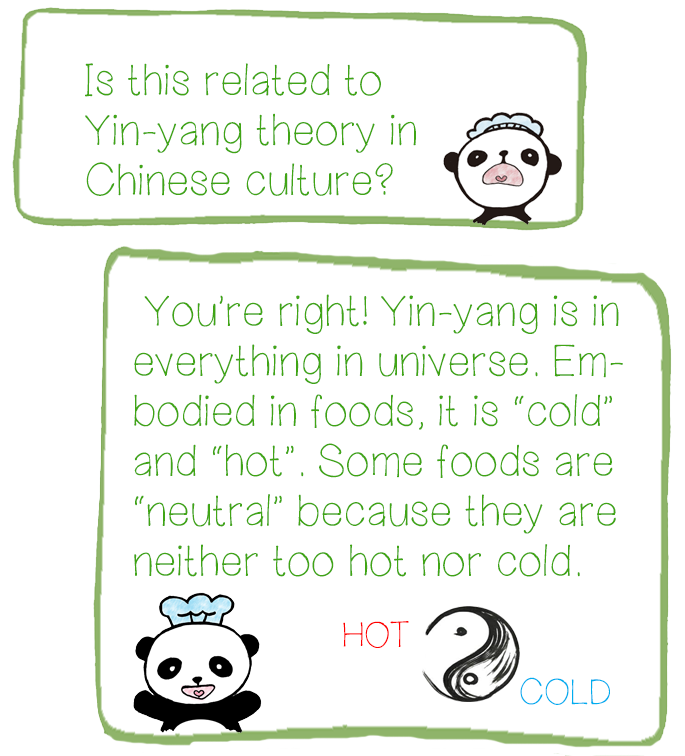 Is this related to
Yin-yang theory in
Chinese culture?
You're right! Yin-yang is in
everything in universe. Em-
bodied in foods, it is "cold"
and "hot". Some foods are
"neutral" because they are
neither too hot nor cold.
HOT
COLD